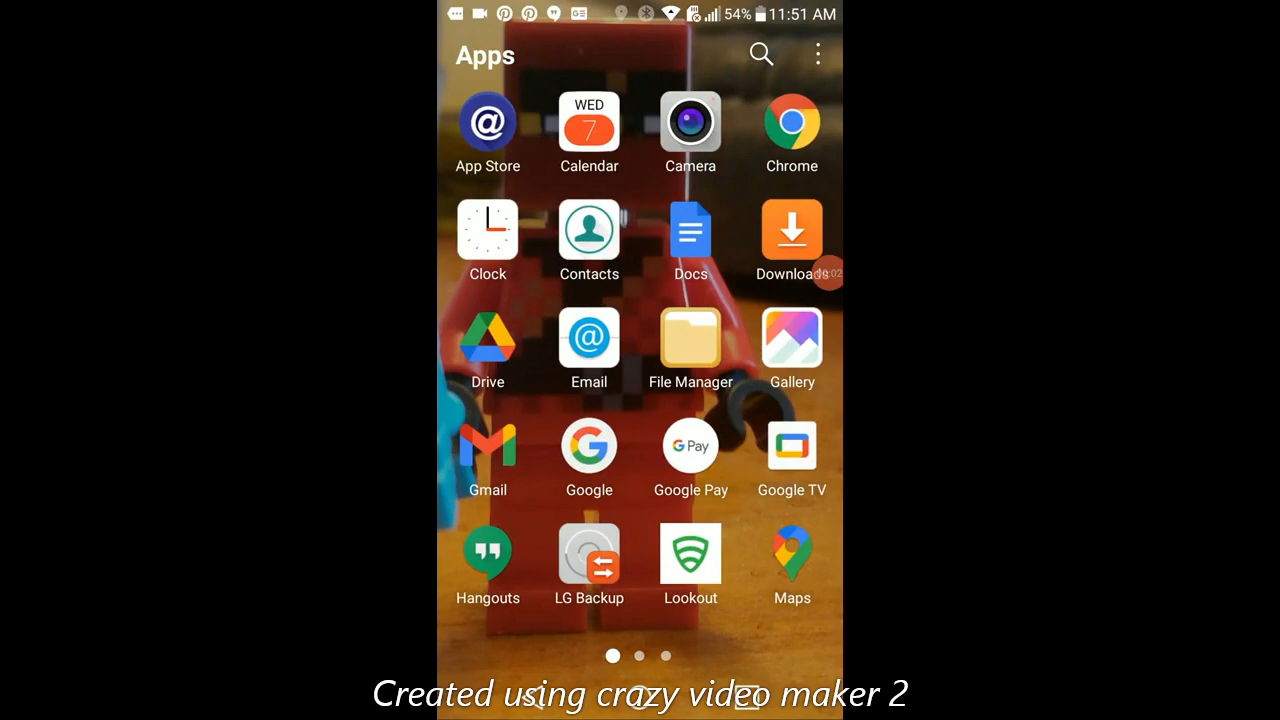 54% 11:51 AM
Apps
WED
7
App Store Calendar Camera Chrome
Clock Contacts Docs Downloads
Drive Email File Manager Gallery
G Pay
Gmail Google Google Pay Google TV
Hangouts LG Backup Lookout Maps
Created using crazy video maker 2